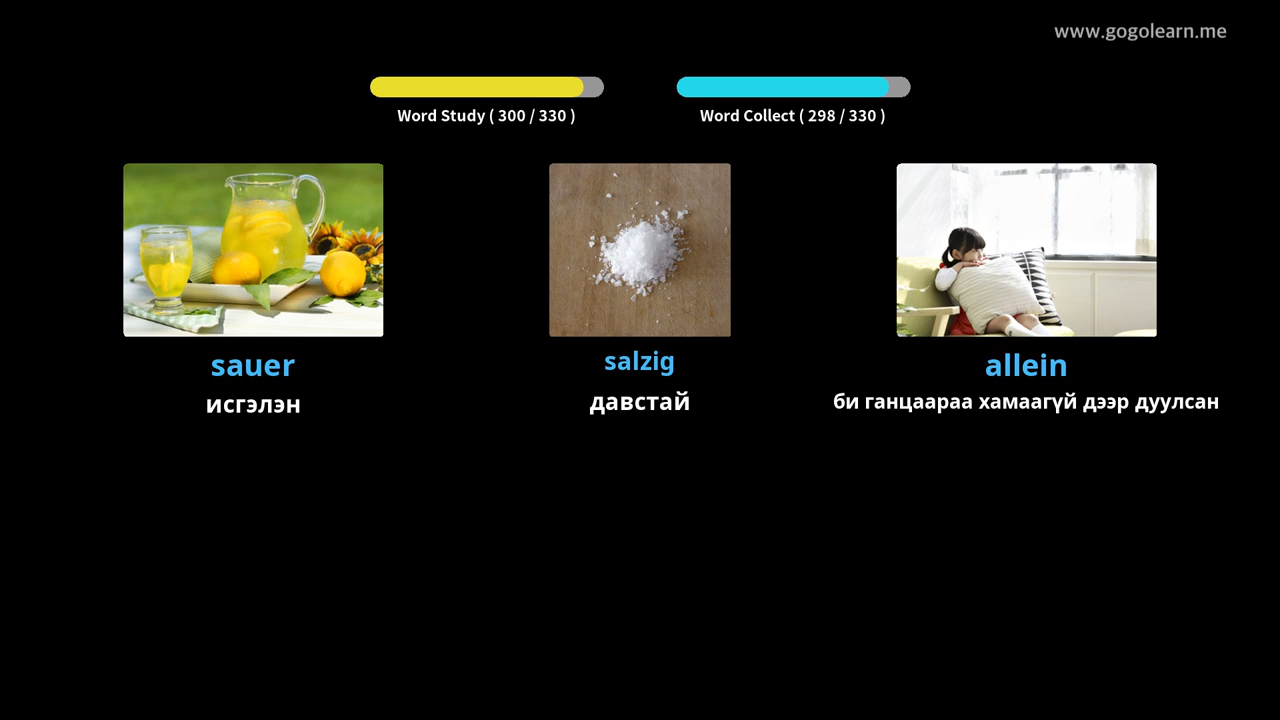 www.gogolearn.me
Word Study ( 300 / 330 )
Word Collect ( 298 / 330 )
sauer
исгэлэн
salzig
давстай
allein
би ганцаараа хамаагүй дээр дуулсан